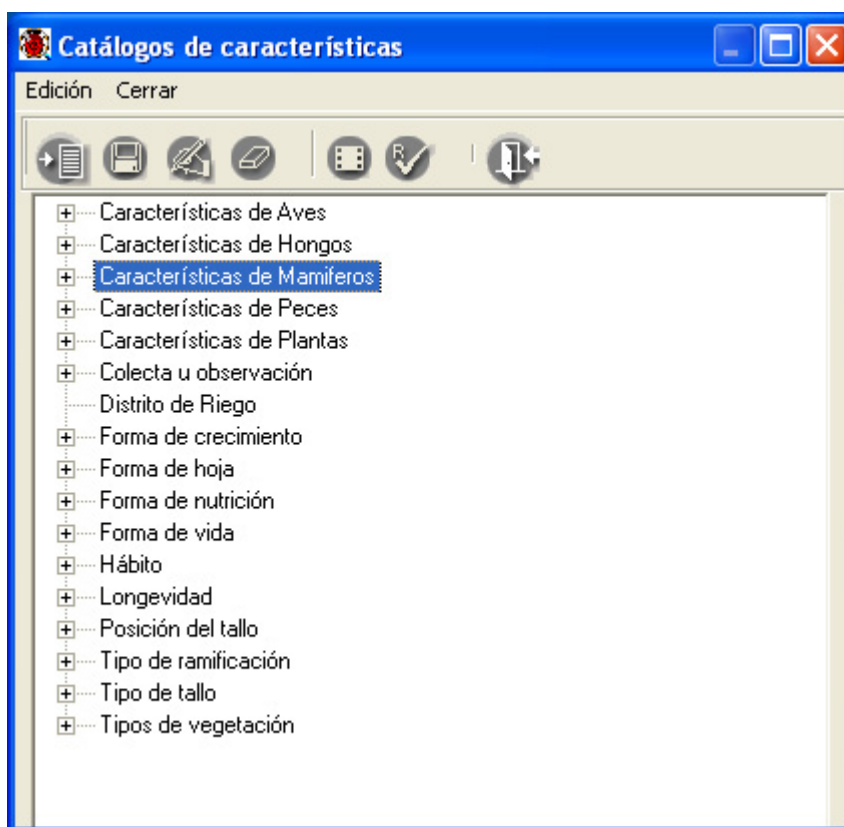 Catálogos de características
Edición Cerrar
R
Características de Aves
Características de Hongos
Características de Mamiferos
Características de Peces
Características de Plantas
Colecta u observación
Distrito de Riego
Forma de crecimiento
Forma de hoja
Forma de nutrición
Forma de vida
Hábito
Longevidad
Posición del tallo
Tipo de ramificación
Tipo de tallo
Tipos de vegetación